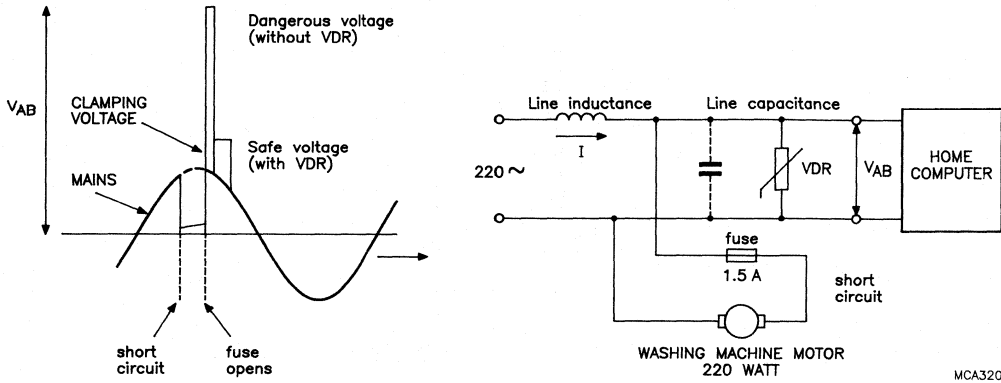 Dangerous voltage
(without VDR)
V_AB
CLAMPING
VOLTAGE
Safe voltage
(with VDR)
MAINS
short
circuit
fuse
opens
Line inductance
Line capacitance
I
220 ~
VDR
V_AB
HOME
COMPUTER
fuse
1.5 A
short
circuit
WASHING MACHINE MOTOR
220 WATT
MCA320